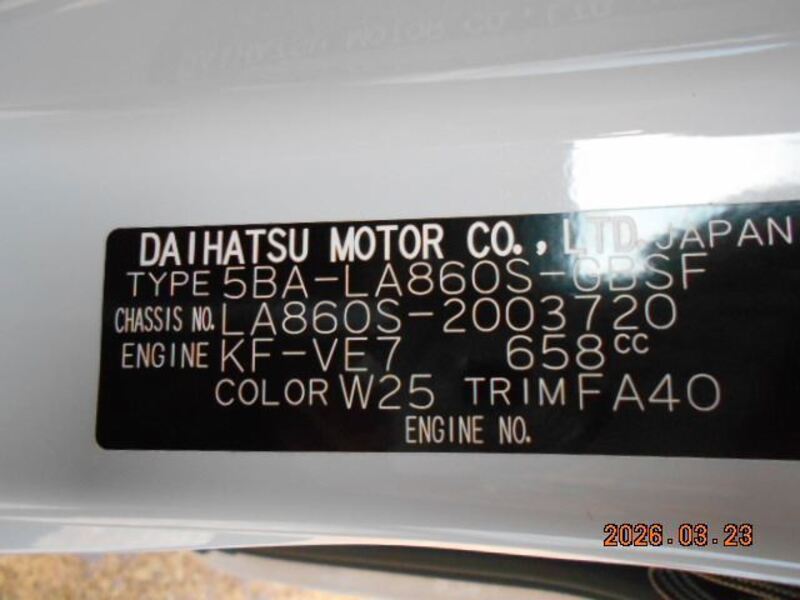 DAIHATSU MOTOR CO., LTD. JAPAN
TYPE 5BA-LA860S-GBSF
CHASSIS NO. LA860S-2003720
ENGINE KF-VE7 658cc
COLOR W25 TRIM FA40
ENGINE NO.
2026.03.23